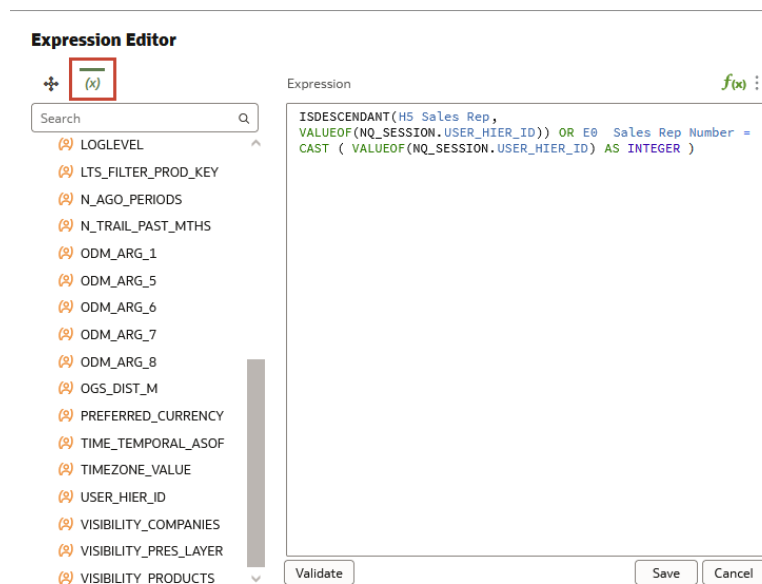 Expression Editor
(x)
Expression
f(x)
Search
ISDESCENDANT(H5 Sales Rep,
VALUEOF(NQ_SESSION.USER_HIER_ID)) OR E0  Sales Rep Number =
CAST ( VALUEOF(NQ_SESSION.USER_HIER_ID) AS INTEGER )
LOGLEVEL
LTS_FILTER_PROD_KEY
N_AGO_PERIODS
N_TRAIL_PAST_MTHS
ODM_ARG_1
ODM_ARG_5
ODM_ARG_6
ODM_ARG_7
ODM_ARG_8
OGS_DIST_M
PREFERRED_CURRENCY
TIME_TEMPORAL_ASOF
TIMEZONE_VALUE
USER_HIER_ID
VISIBILITY_COMPANIES
VISIBILITY_PRES_LAYER
VISIBILITY_PRODUCTS
Validate
Save
Cancel